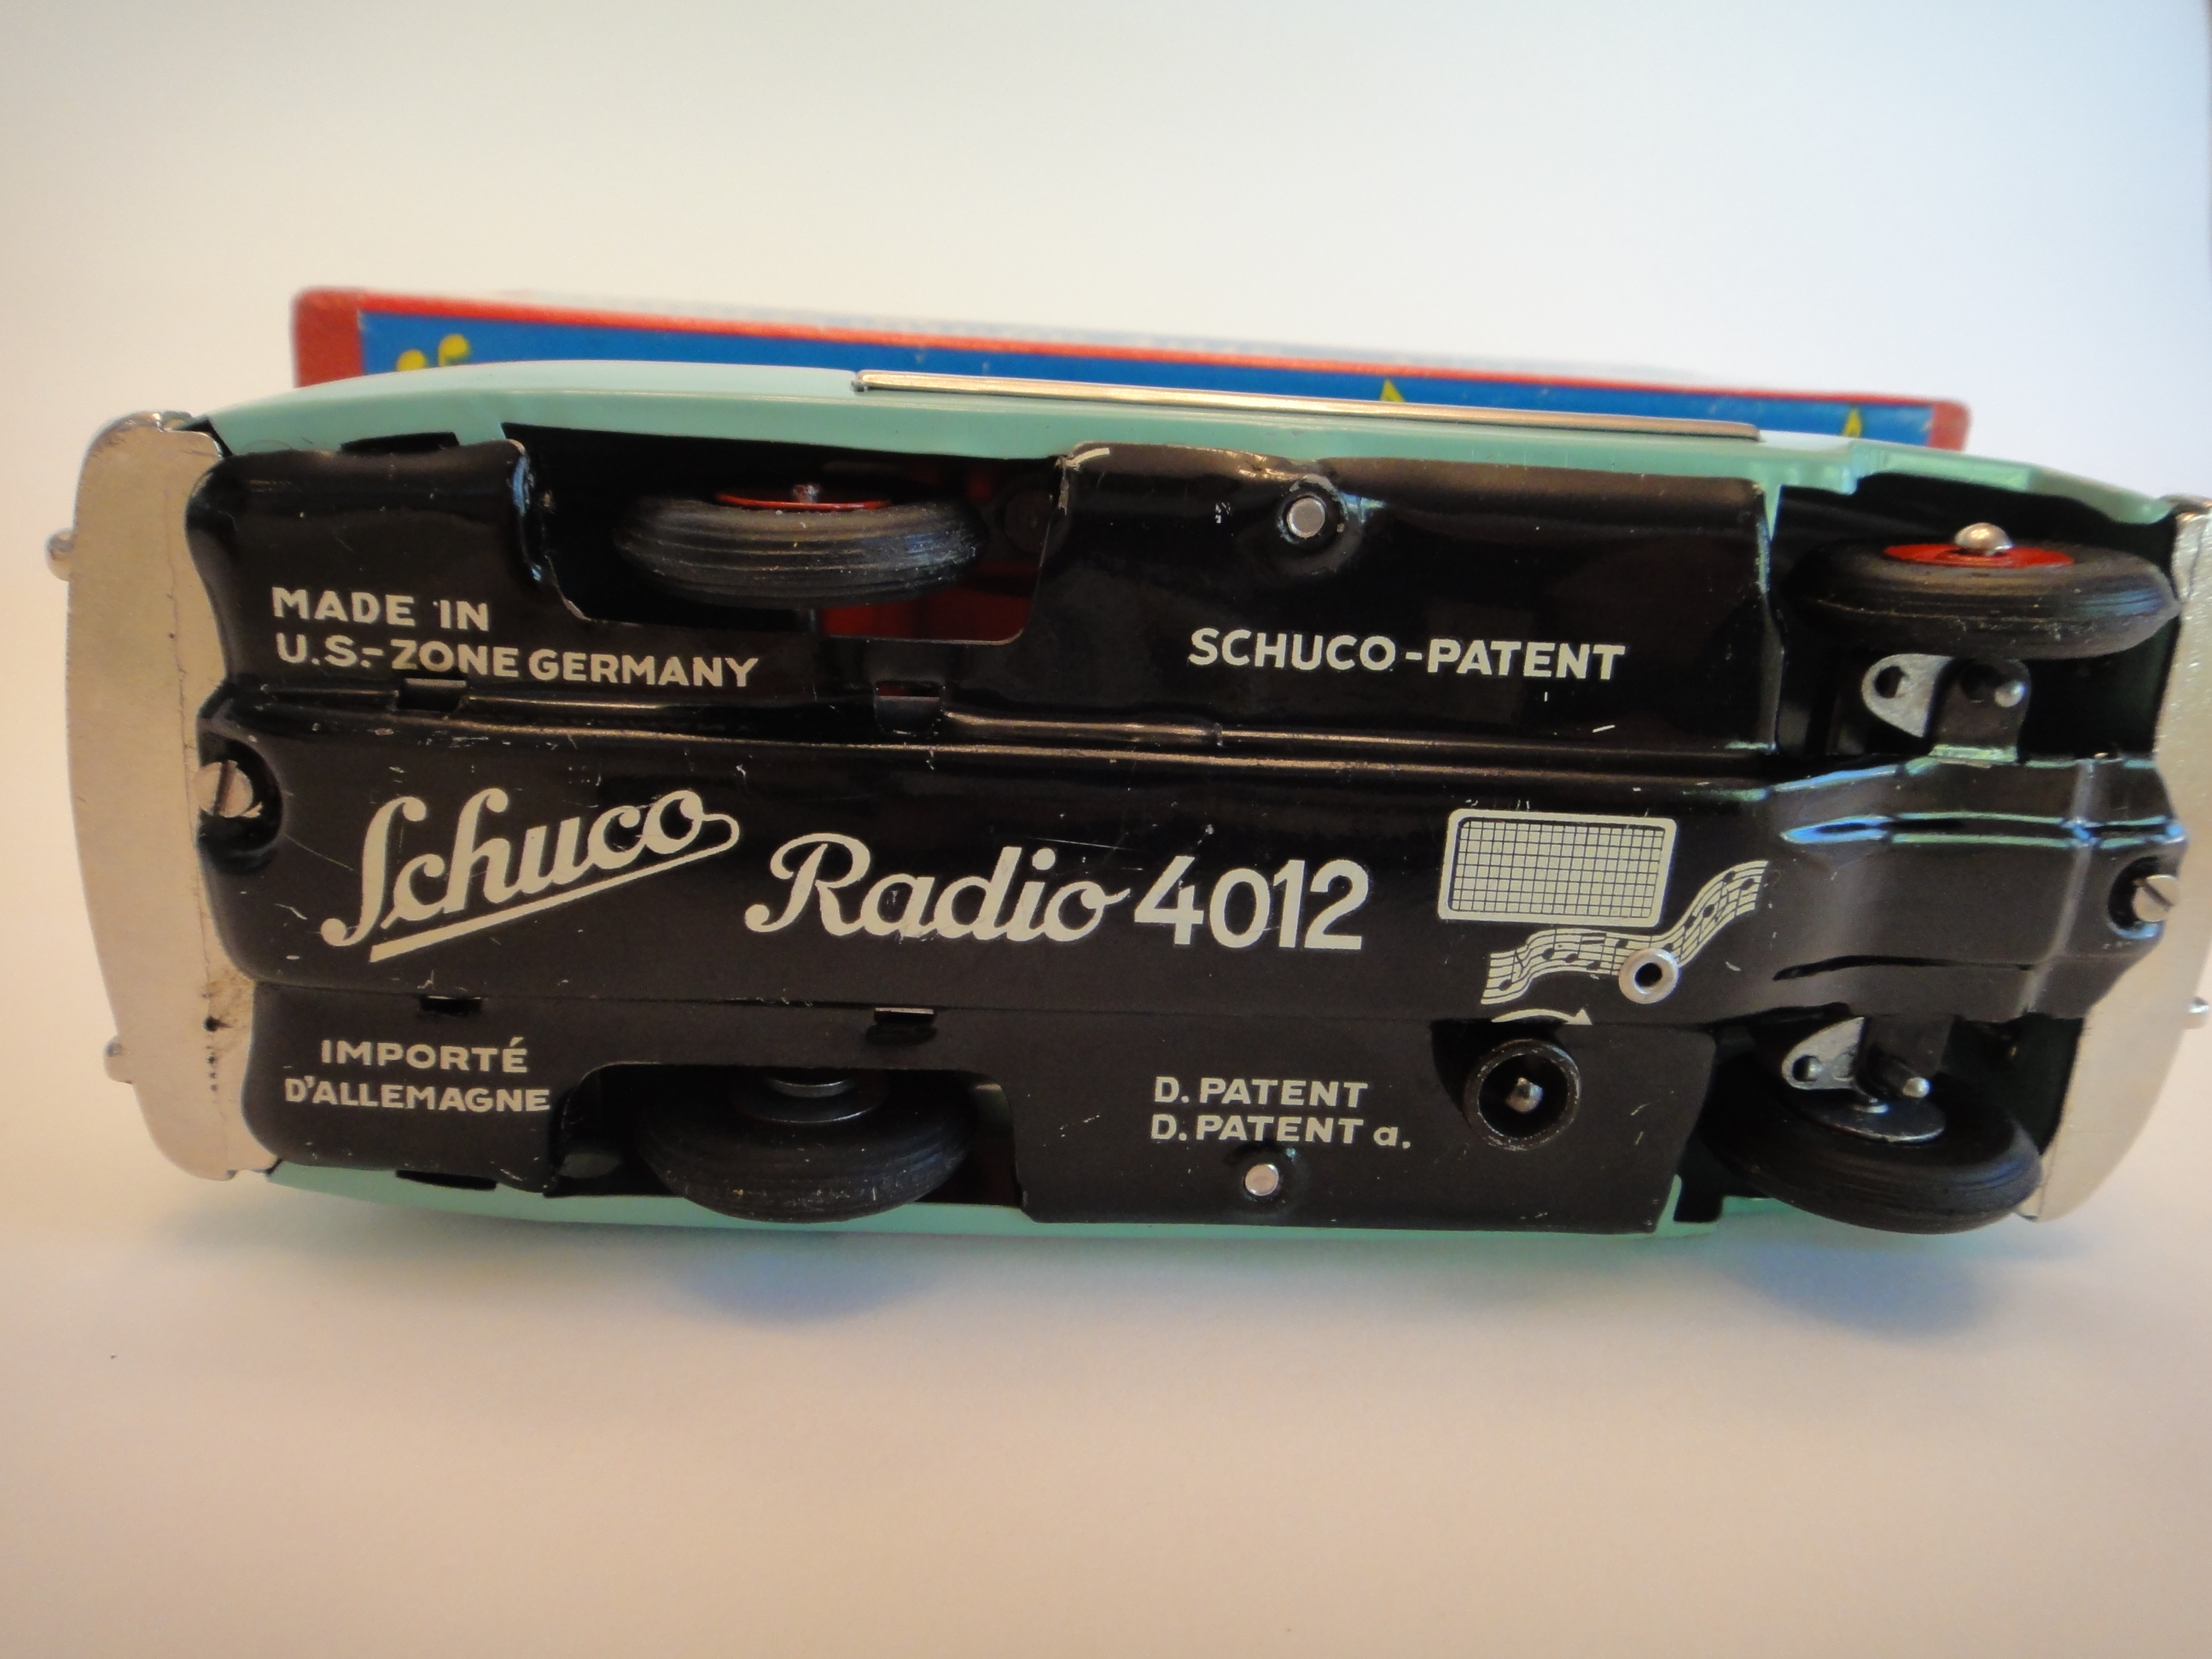 MADE IN
U.S.-ZONE GERMANY
SCHUCO-PATENT
Schuco Radio 4012
IMPORTÉ
D'ALLEMAGNE
D. PATENT
D. PATENT a.